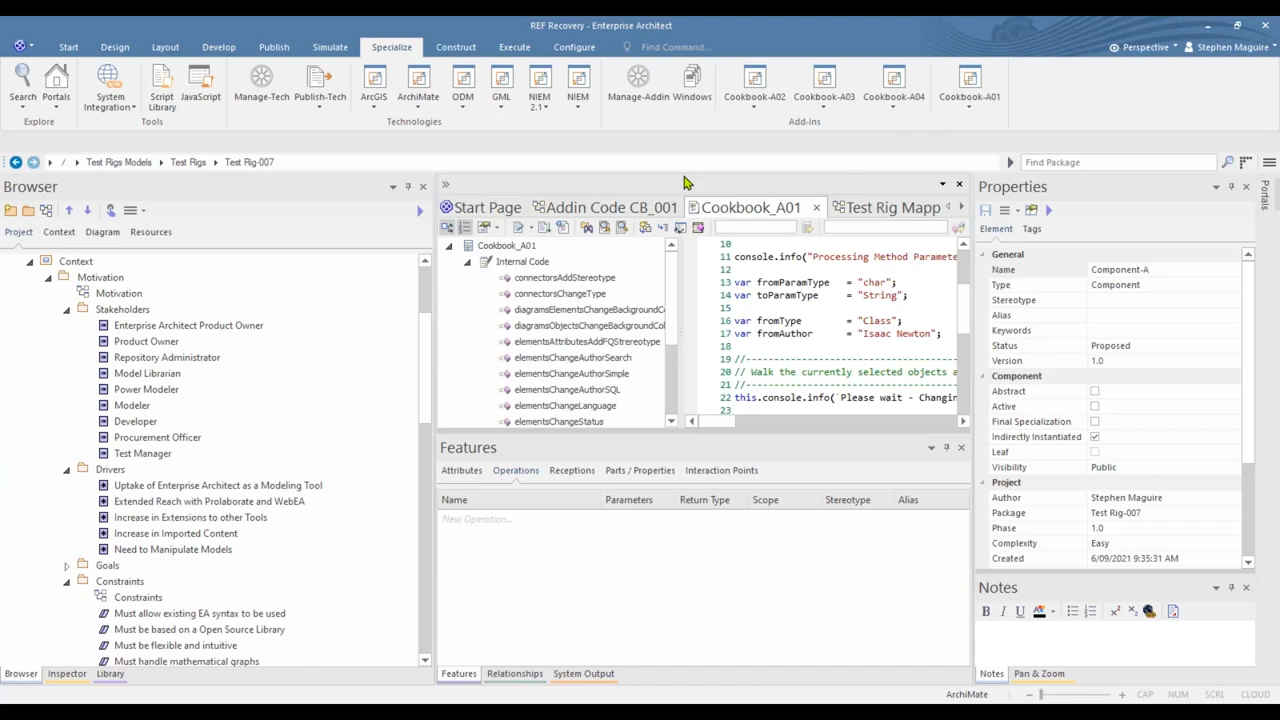 REF Recovery - Enterprise Architect
Start Design Layout Develop Publish Simulate Specialize Construct Execute Configure Find Command... Perspective Stephen Maguire
Search Portals System Integration Script Library JavaScript Manage-Tech Publish-Tech ArcGIS ArchiMate ODM GML NIEM 2.1 NIEM Manage-Addin Windows Cookbook-A02 Cookbook-A03 Cookbook-A04 Cookbook-A01
Explore Tools Technologies Add-Ins
/ Test Rigs Models Test Rigs Test Rig-007 Find Package
Browser
Project Context Diagram Resources
Context
Motivation
Motivation
Stakeholders
Enterprise Architect Product Owner
Product Owner
Repository Administrator
Model Librarian
Power Modeler
Modeler
Developer
Procurement Officer
Test Manager
Drivers
Uptake of Enterprise Architect as a Modeling Tool
Extended Reach with Prolaborate and WebEA
Increase in Extensions to other Tools
Increase in Imported Content
Need to Manipulate Models
Goals
Constraints
Constraints
Must allow existing EA syntax to be used
Must be based on a Open Source Library
Must be flexible and intuitive
Must handle mathematical graphs
Browser Inspector Library
Start Page Addin Code CB_001 Cookbook_A01 Test Rig Mapp
Cookbook_A01
Internal Code
connectorsAddStereotype
connectorsChangeType
diagramsElementsChangeBackgroundCo
diagramsObjectsChangeBackgroundCol
elementsAttributesAddFQStrereotype
elementsChangeAuthorSearch
elementsChangeAuthorSimple
elementsChangeAuthorSQL
elementsChangeLanguage
elementsChangeStatus
10
11 console.info("Processing Method Paramete
12
13 var fromParamType = "char";
14 var toParamType = "String";
15
16 var fromType = "Class";
17 var fromAuthor = "Isaac Newton";
18
19 //---------------------------------------
20 // Walk the currently selected objects a
21 //---------------------------------------
22 this.console.info(`Please wait - Changin
23
Features
Attributes Operations Receptions Parts / Properties Interaction Points
Name Parameters Return Type Scope Stereotype Alias
New Operation...
Features Relationships System Output
Properties
Element Tags
General
Name Component-A
Type Component
Stereotype
Alias
Keywords
Status Proposed
Version 1.0
Component
Abstract
Active
Final Specialization
Indirectly Instantiated
Leaf
Visibility Public
Project
Author Stephen Maguire
Package Test Rig-007
Phase 1.0
Complexity Easy
Created 6/09/2021 9:35:31 AM
Notes
B I U
Notes Pan & Zoom
Portals
ArchiMate CAP NUM SCRL CLOUD